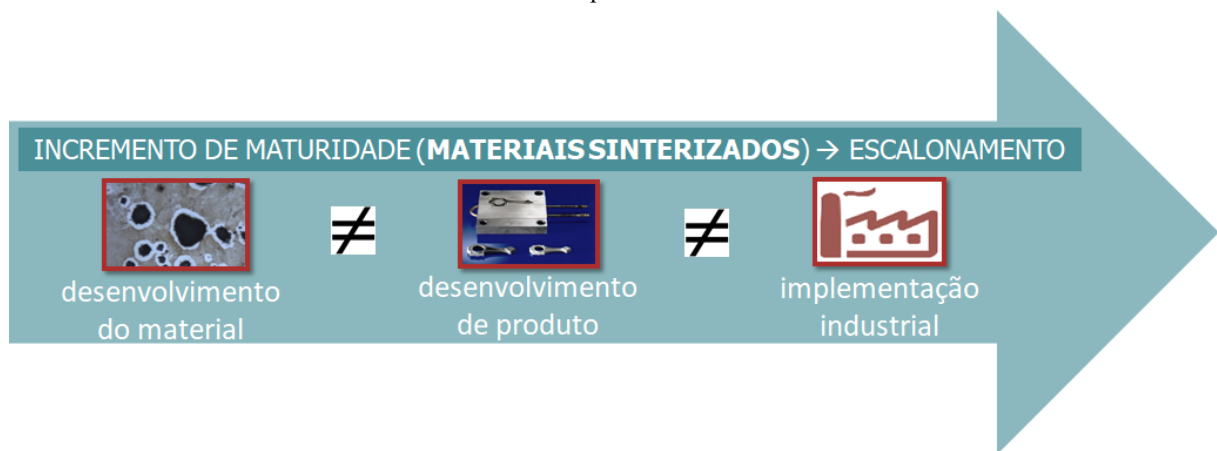 INCREMENTO DE MATURIDADE (MATERIAIS SINTERIZADOS) → ESCALONAMENTO
≠ ≠
desenvolvimento
do material
desenvolvimento
de produto
implementação
industrial